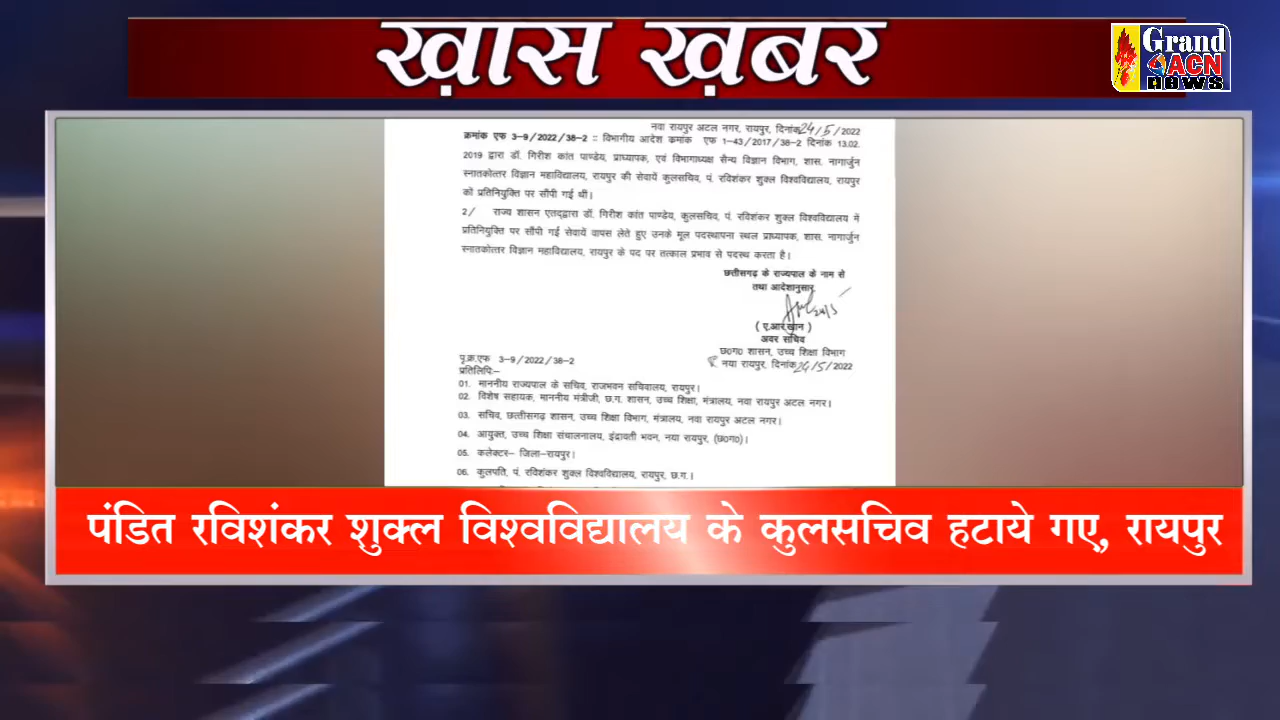 ख़ास ख़बर
Grand
ACN
news
नवा रायपुर अटल नगर, रायपुर, दिनांक 24/5/2022
क्रमांक एफ 3-9/2022/38-2 :: विभागीय आदेश क्रमांक एफ 1-43/2017/38-2 दिनांक 13.02.
2019 द्वारा डॉ. गिरीश कांत पाण्डेय, प्राध्यापक, एवं विभागाध्यक्ष सैन्य विज्ञान विभाग, शास. नागार्जुन
स्नातकोत्तर विज्ञान महाविद्यालय, रायपुर की सेवायें कुलसचिव, पं. रविशंकर शुक्ल विश्वविद्यालय, रायपुर
को प्रतिनियुक्ति पर सौंपी गई थी।
2/ राज्य शासन एतद्द्वारा डॉ. गिरीश कांत पाण्डेय, कुलसचिव, पं. रविशंकर शुक्ल विश्वविद्यालय में
प्रतिनियुक्ति पर सौंपी गई सेवायें वापस लेते हुए उनके मूल पदस्थापना स्थल प्राध्यापक, शास. नागार्जुन
स्नातकोत्तर विज्ञान महाविद्यालय, रायपुर के पद पर तत्काल प्रभाव से पदस्थ करता है।
छत्तीसगढ़ के राज्यपाल के नाम से
तथा आदेशानुसार,
( ए.आर.खान )
अवर सचिव
छ0ग0 शासन, उच्च शिक्षा विभाग
पृ.क्र.एफ 3-9/2022/38-2
नया रायपुर, दिनांक 24/5/2022
प्रतिलिपि:-
01. माननीय राज्यपाल के सचिव, राजभवन सचिवालय, रायपुर।
02. विशेष सहायक, माननीय मंत्रीजी, छ.ग. शासन, उच्च शिक्षा, मंत्रालय, नवा रायपुर अटल नगर।
03. सचिव, छत्तीसगढ़ शासन, उच्च शिक्षा विभाग, मंत्रालय, नवा रायपुर अटल नगर।
04. आयुक्त, उच्च शिक्षा संचालनालय, इंद्रावती भवन, नया रायपुर, (छ0ग0)।
05. कलेक्टर- जिला-रायपुर।
06. कुलपति, पं. रविशंकर शुक्ल विश्वविद्यालय, रायपुर, छ.ग.।
पंडित रविशंकर शुक्ल विश्वविद्यालय के कुलसचिव हटाये गए, रायपुर